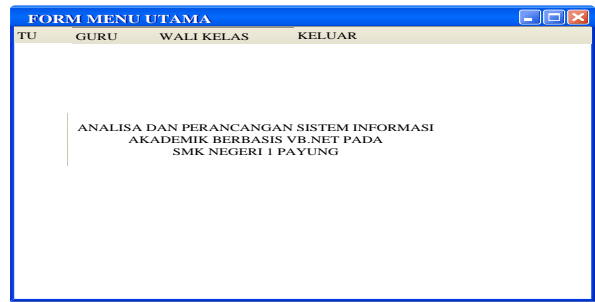 FORM MENU UTAMA
TU GURU WALI KELAS KELUAR
ANALISA DAN PERANCANGAN SISTEM INFORMASI
AKADEMIK BERBASIS VB.NET PADA
SMK NEGERI 1 PAYUNG